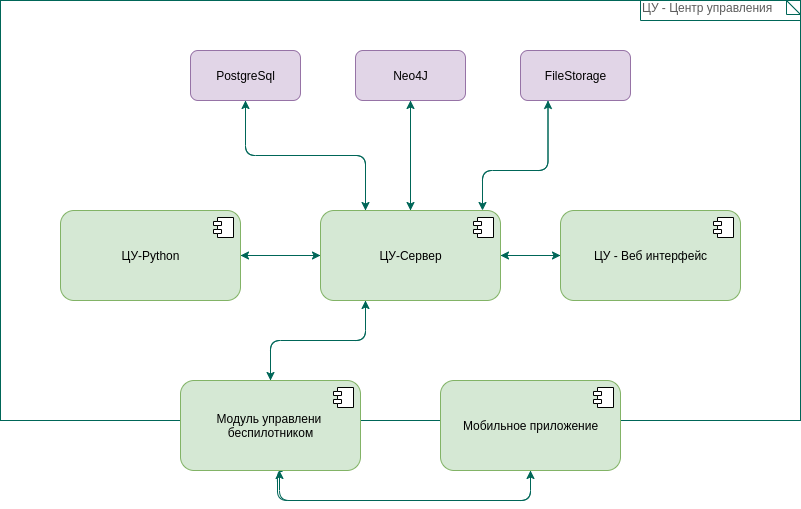 ЦУ - Центр управления
PostgreSql
Neo4J
FileStorage
ЦУ-Python
ЦУ-Сервер
ЦУ - Веб интерфейс
Модуль управлени
беспилотником
Мобильное приложение